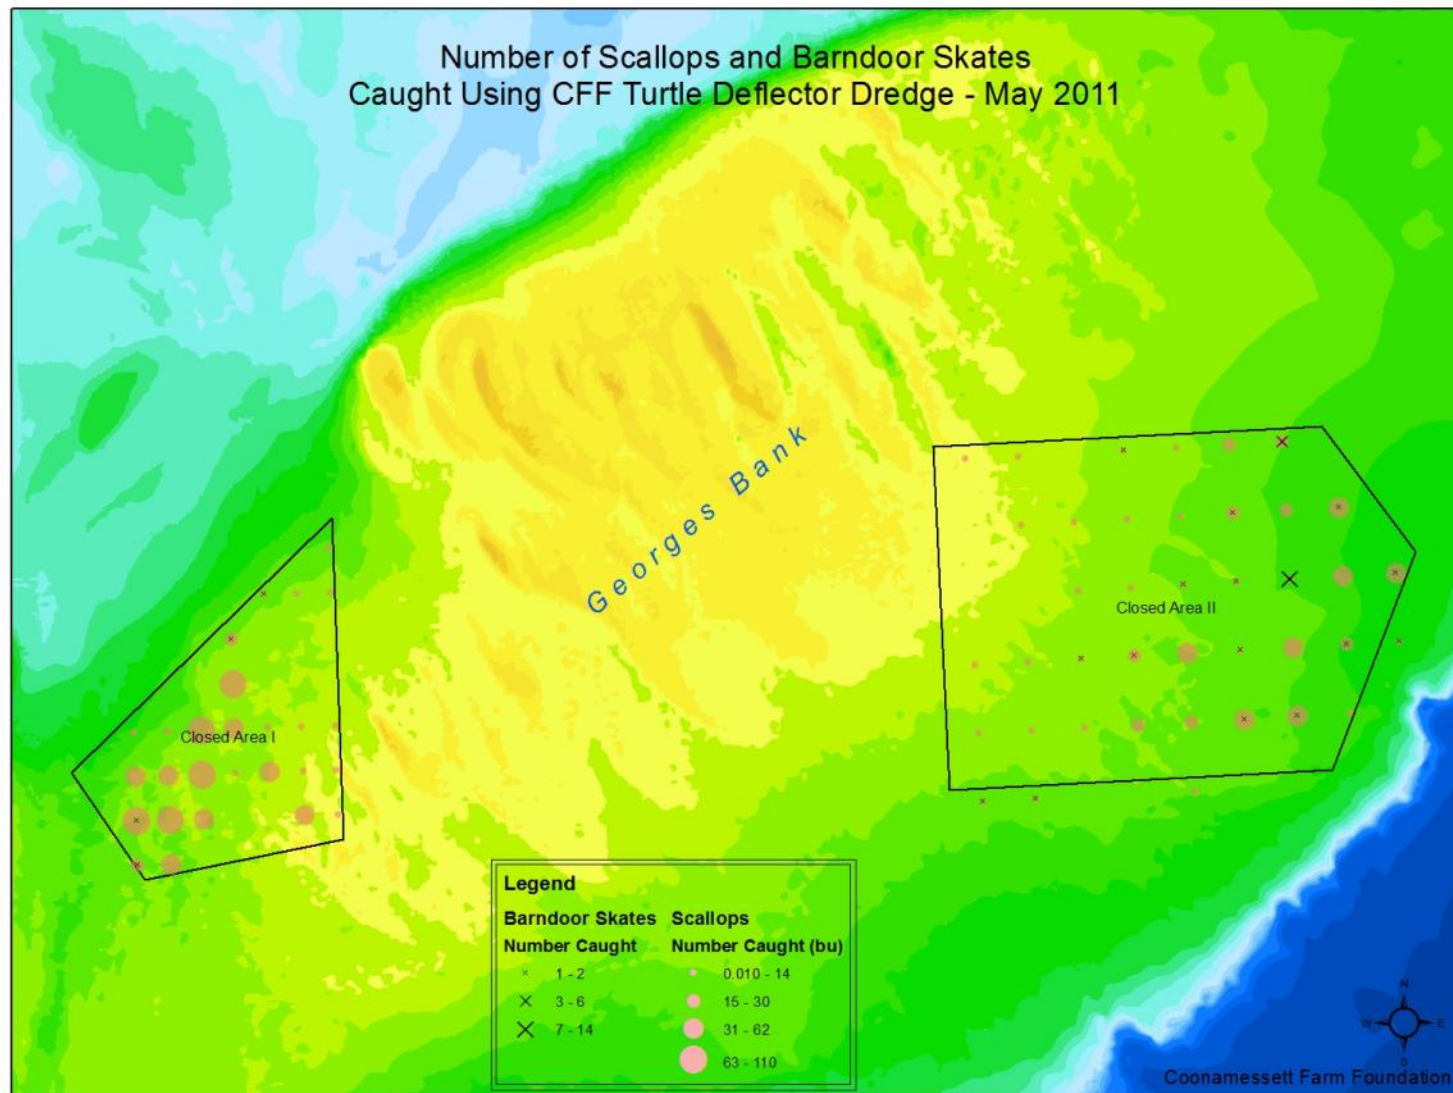 Number of Scallops and Barndoor Skates
Caught Using CFF Turtle Deflector Dredge - May 2011
Georges Bank
Closed Area II
Closed Area I
Legend
Barndoor Skates Scallops
Number Caught Number Caught (bu)
1 - 2 0.010 - 14
3 - 6 15 - 30
7 - 14 31 - 62
63 - 110
N
W E
S
Coonamessett Farm Foundation